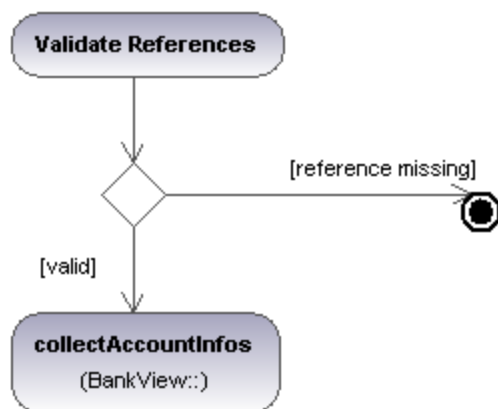 Validate References
[reference missing]
[valid]
collectAccountInfos
(BankView::)